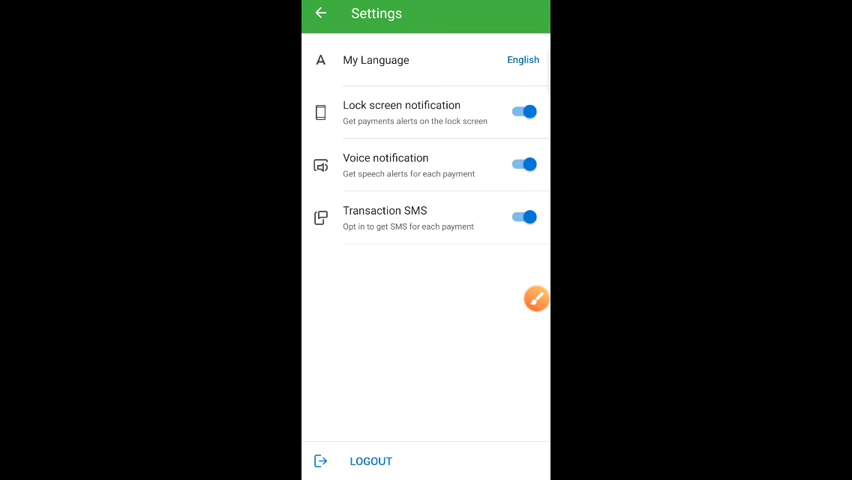 Settings
My Language
English
Lock screen notification
Get payments alerts on the lock screen
Voice notification
Get speech alerts for each payment
Transaction SMS
Opt in to get SMS for each payment
LOGOUT